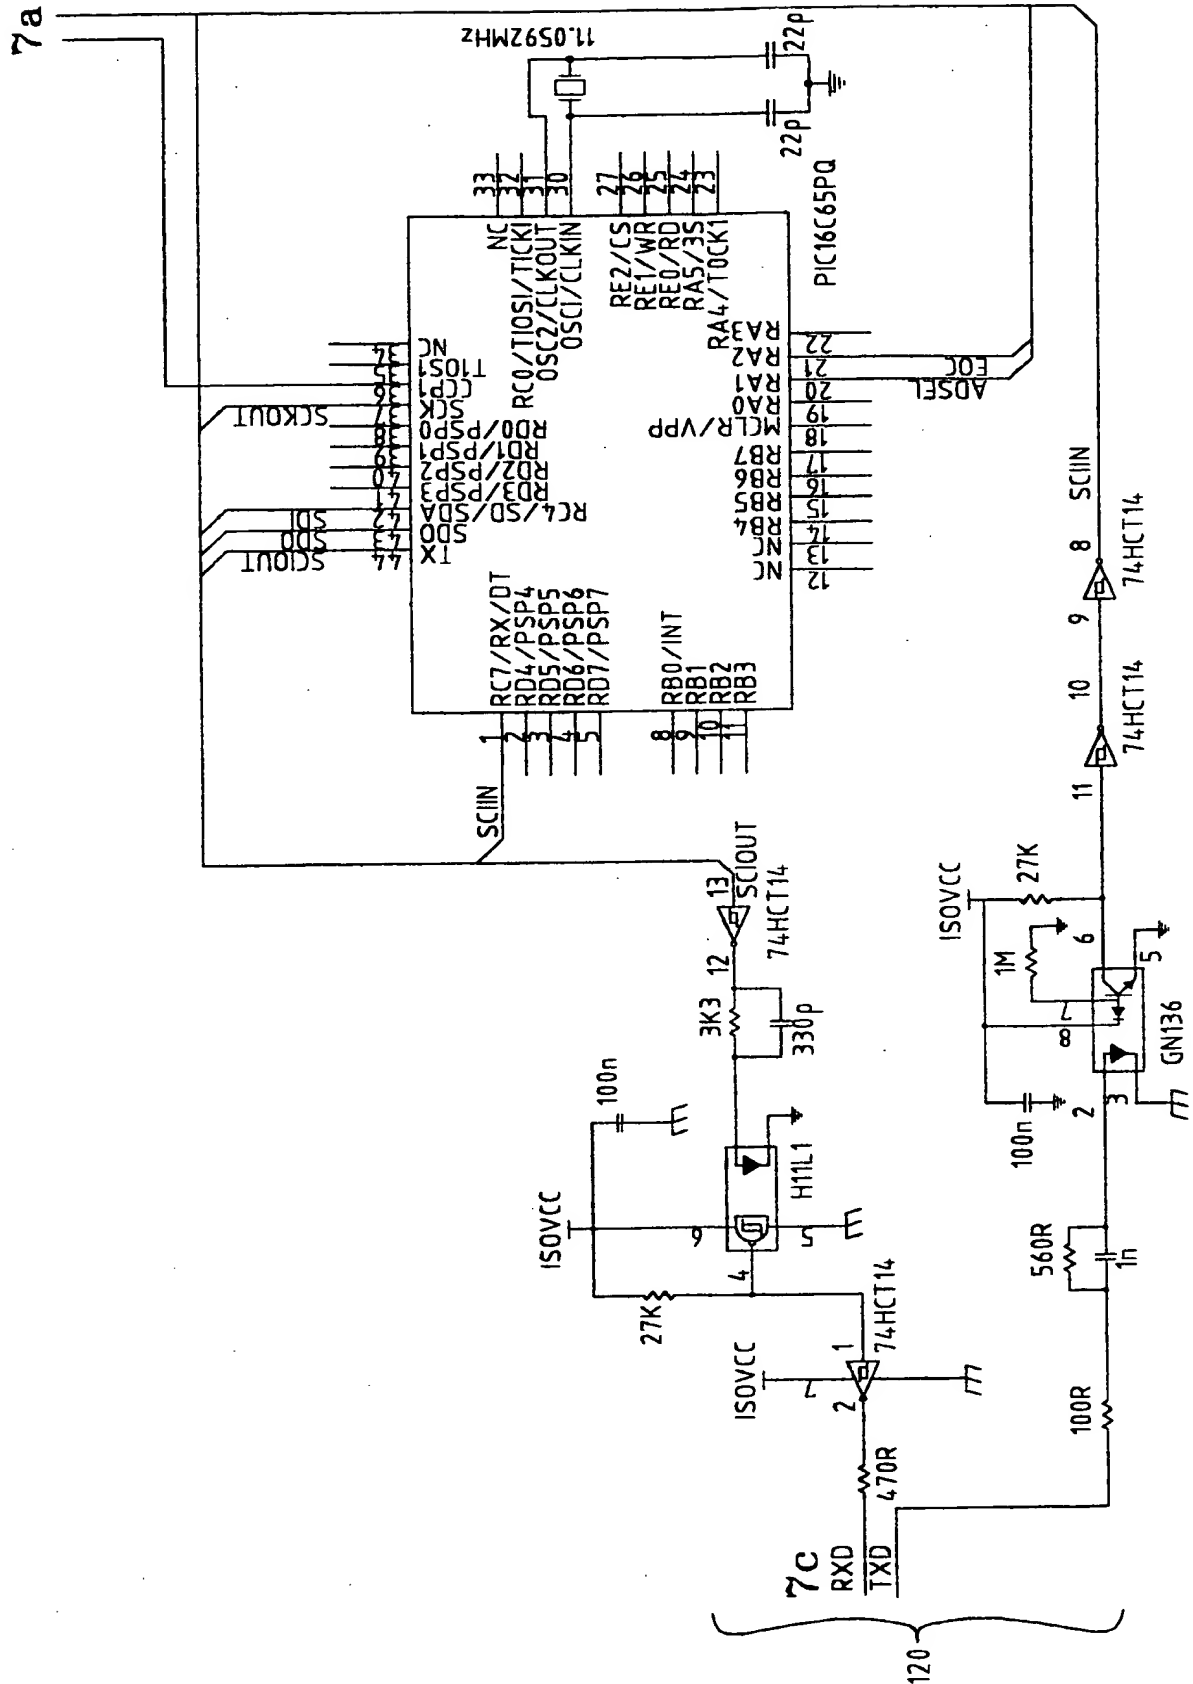 7a
11.0592MHz
22p
22p
33
32
31
30
27
26
25
24
23
NC
RC0/TIOSI/TICKI
OSC2/CLKOUT
OSCI/CLKIN
RE2/CS
RE1/WR
RE0/RD
RA5/3S
RA4/TOCK1
PIC16C65PQ
NC
T1OS1
CCP1
SCK
RD0/PSP0
RD1/PSP1
RD2/PSP2
RD3/PSP3
RC4/SD/SDA
SDO
TX
34
35
36
37
38
39
40
41
42
43
44
SCKOUT
SDI
SDO
SCIOUT
RA3
RA2
RA1
RA0
MCLR/VPP
RB7
RB6
RB5
RB4
NC
NC
22
21
20
19
18
17
16
15
14
13
12
EOC
ADSEL
RC7/RX/DT
RD4/PSP4
RD5/PSP5
RD6/PSP6
RD7/PSP7
RB0/INT
RB1
RB2
RB3
1
2
3
4
5
8
9
10
11
SCIIN
SCIIN
8
74HCT14
9
10
74HCT14
11
13
SCIOUT
74HCT14
12
3K3
330p
100n
ISOVCC
H11L1
6
5
4
27K
ISOVCC
7
1
74HCT14
2
470R
ISOVCC
27K
1M
6
5
7
8
GN136
100n
2
3
560R
1n
100R
7c
RXD
TXD
120